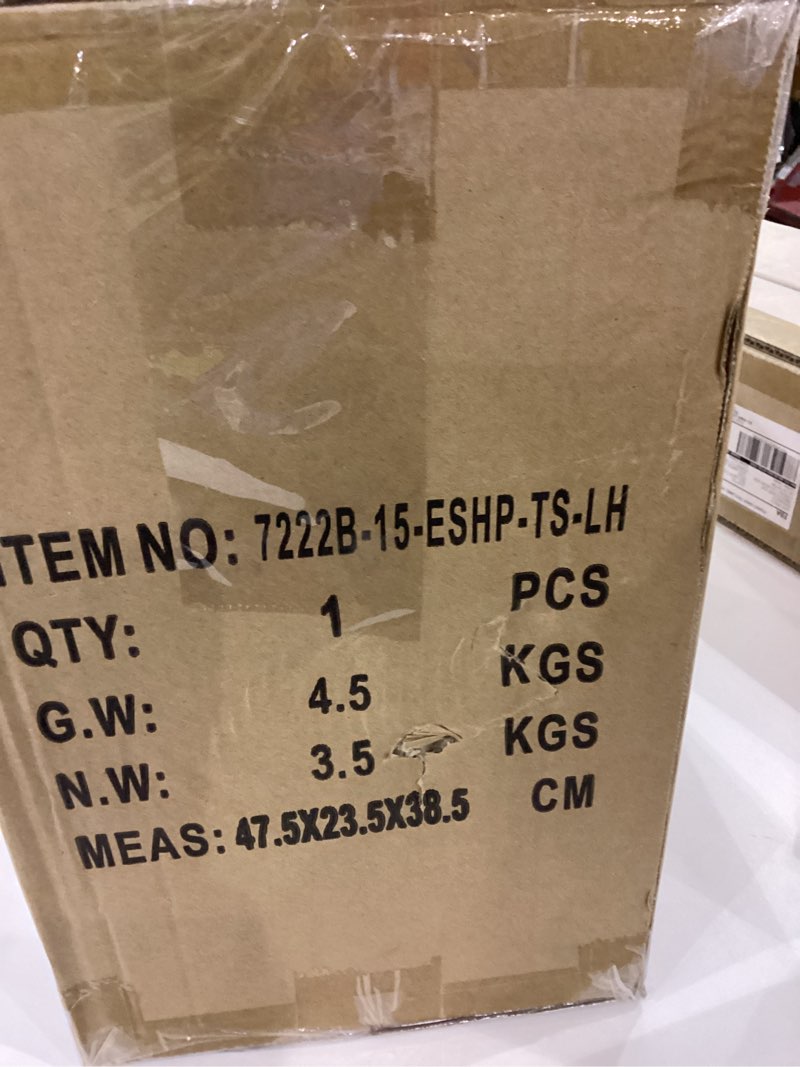 ITEM NO: 7222B-15-ESHP-TS-LH
QTY: 1 PCS
G.W: 4.5 KGS
N.W: 3.5 KGS
MEAS: 47.5X23.5X38.5 CM